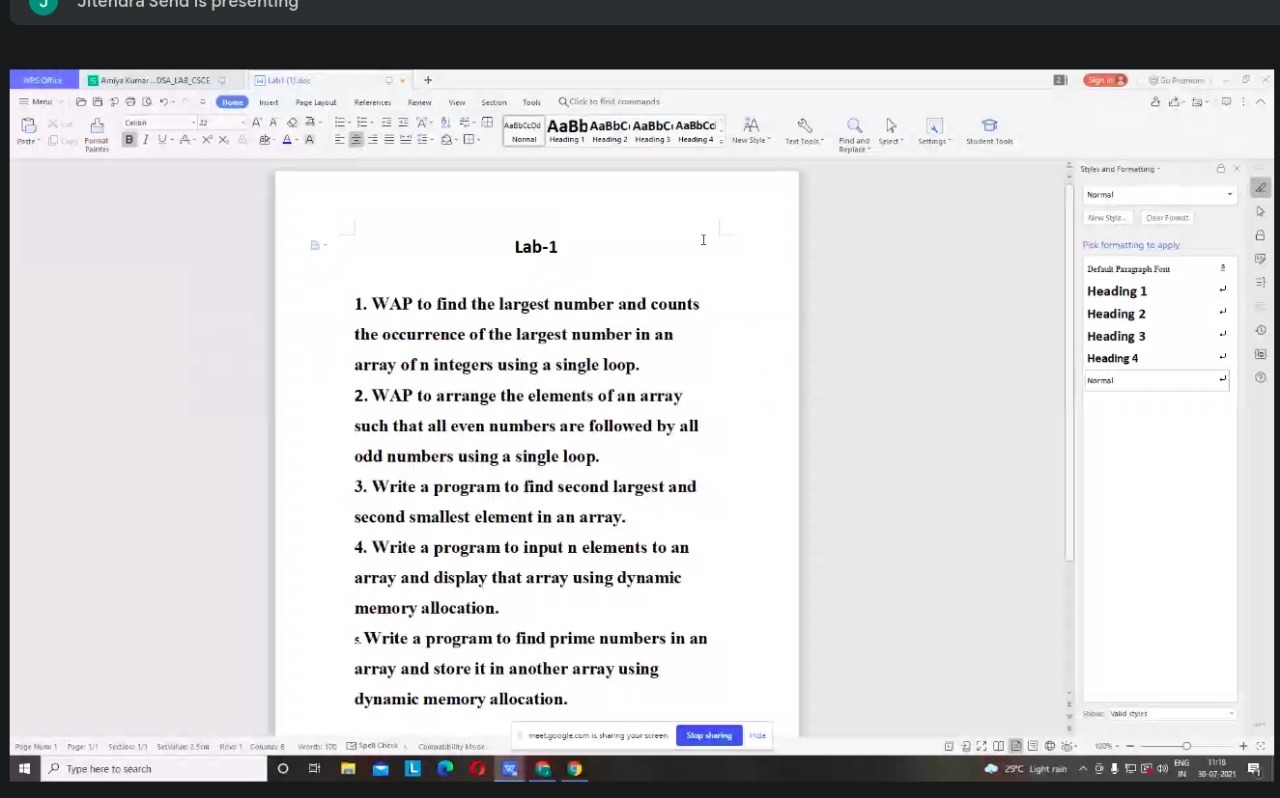 J Jitendra Send is presenting
WPS Office Amiya Kumar...DSA_LAB_CSCE Lab1 (1).doc + 2 Sign in Go Premium
Menu Home Insert Page Layout References Review View Section Tools Click to find commands
Paste Cut Copy Format Painter Calibri 22 AaBbCcDd Normal AaBb Heading 1 AaBbC Heading 2 AaBbC Heading 3 AaBbCcI Heading 4 New Style Text Tools Find and Replace Select Settings Student Tools
Styles and Formatting
Normal
New Style... Clear Format
Pick formatting to apply
Default Paragraph Font
Heading 1
Heading 2
Heading 3
Heading 4
Normal
Show: Valid styles
Lab-1
1. WAP to find the largest number and counts
the occurrence of the largest number in an
array of n integers using a single loop.
2. WAP to arrange the elements of an array
such that all even numbers are followed by all
odd numbers using a single loop.
3. Write a program to find second largest and
second smallest element in an array.
4. Write a program to input n elements to an
array and display that array using dynamic
memory allocation.
5. Write a program to find prime numbers in an
array and store it in another array using
dynamic memory allocation.
meet.google.com is sharing your screen. Stop sharing Hide
Page Num: 1 Page: 1/1 Section: 1/1 SetValue: 2.5cm Row: 1 Column: 6 Words: 100 Spell Check Compatibility Mode 100%
Type here to search 29°C Light rain ENG 11:18
IN 30-07-2021